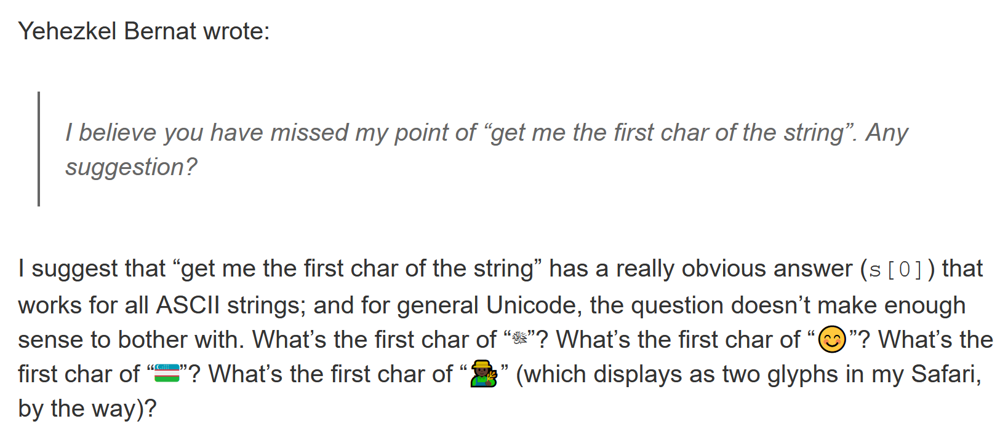 Yehezkel Bernat wrote:
I believe you have missed my point of “get me the first char of the string”. Any
suggestion?
I suggest that “get me the first char of the string” has a really obvious answer (s[0]) that
works for all ASCII strings; and for general Unicode, the question doesn’t make enough
sense to bother with. What’s the first char of “ﷻ”? What’s the first char of “😊”? What’s the
first char of “🇺🇿”? What’s the first char of “👨🏿‍🌾” (which displays as two glyphs in my Safari,
by the way)?